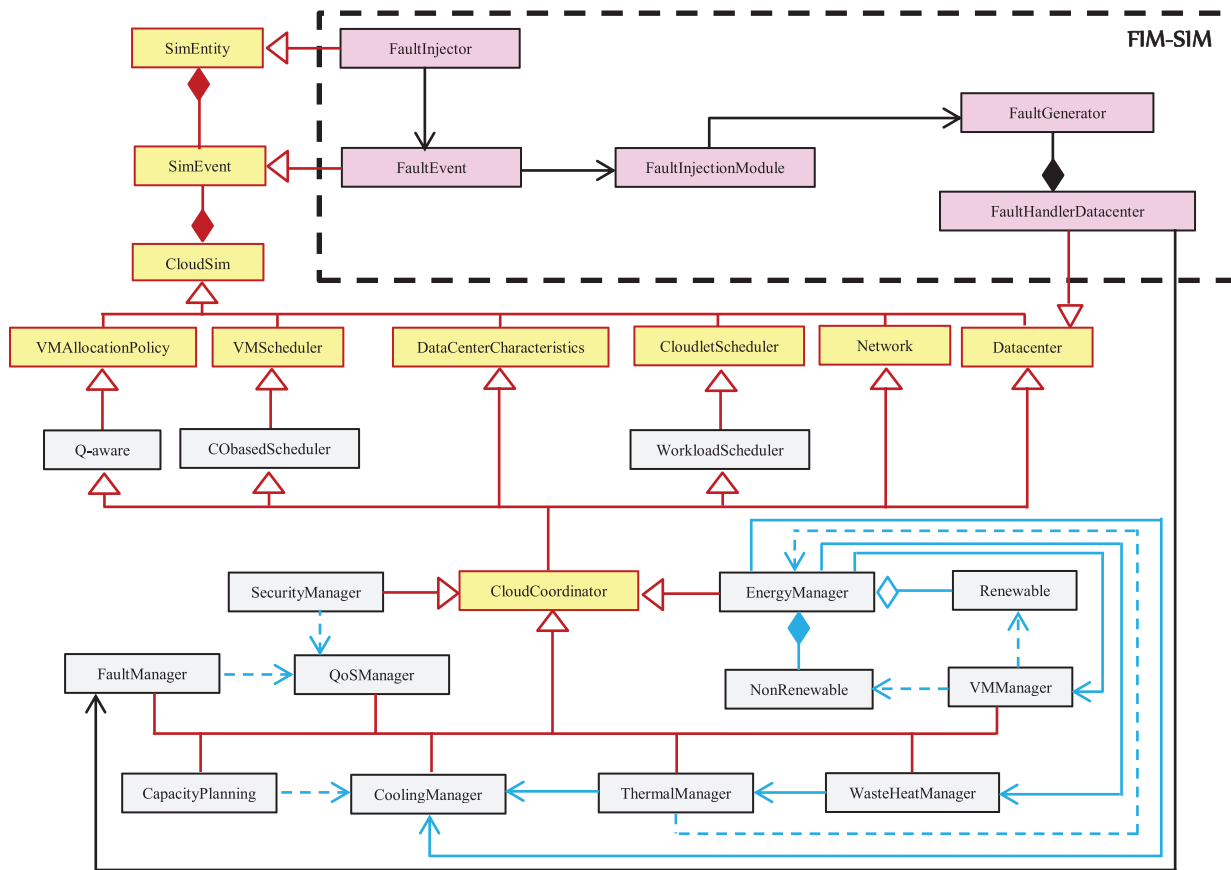 FIM-SIM
SimEntity
FaultInjector
FaultGenerator
SimEvent
FaultEvent
FaultInjectionModule
FaultHandlerDatacenter
CloudSim
VMAllocationPolicy
VMScheduler
DataCenterCharacteristics
CloudletScheduler
Network
Datacenter
Q-aware
CObasedScheduler
WorkloadScheduler
SecurityManager
CloudCoordinator
EnergyManager
Renewable
FaultManager
QoSManager
NonRenewable
VMManager
CapacityPlanning
CoolingManager
ThermalManager
WasteHeatManager